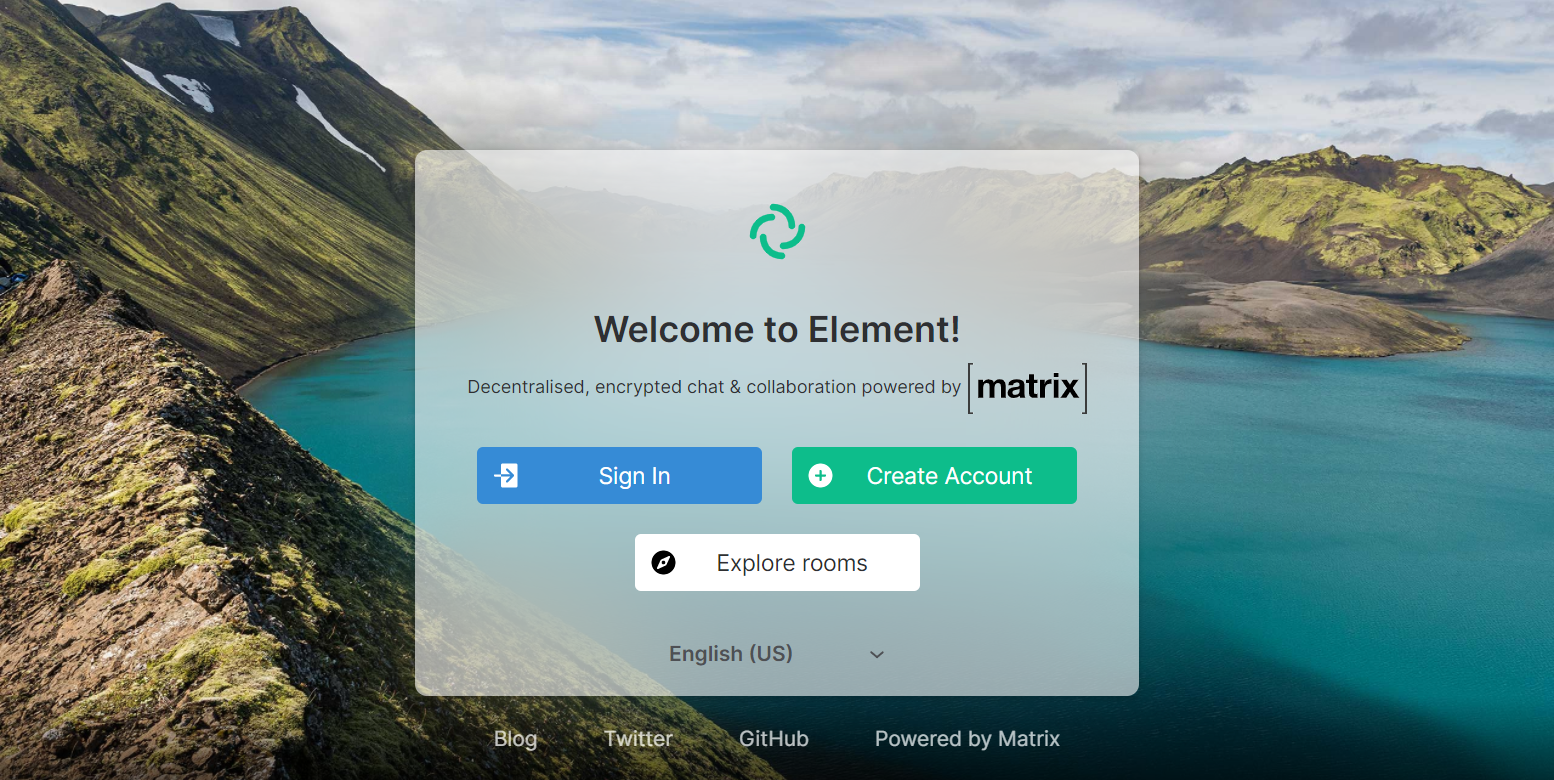 Welcome to Element!
Decentralised, encrypted chat & collaboration powered by [matrix]
Sign In
Create Account
Explore rooms
English (US)
Blog Twitter GitHub Powered by Matrix